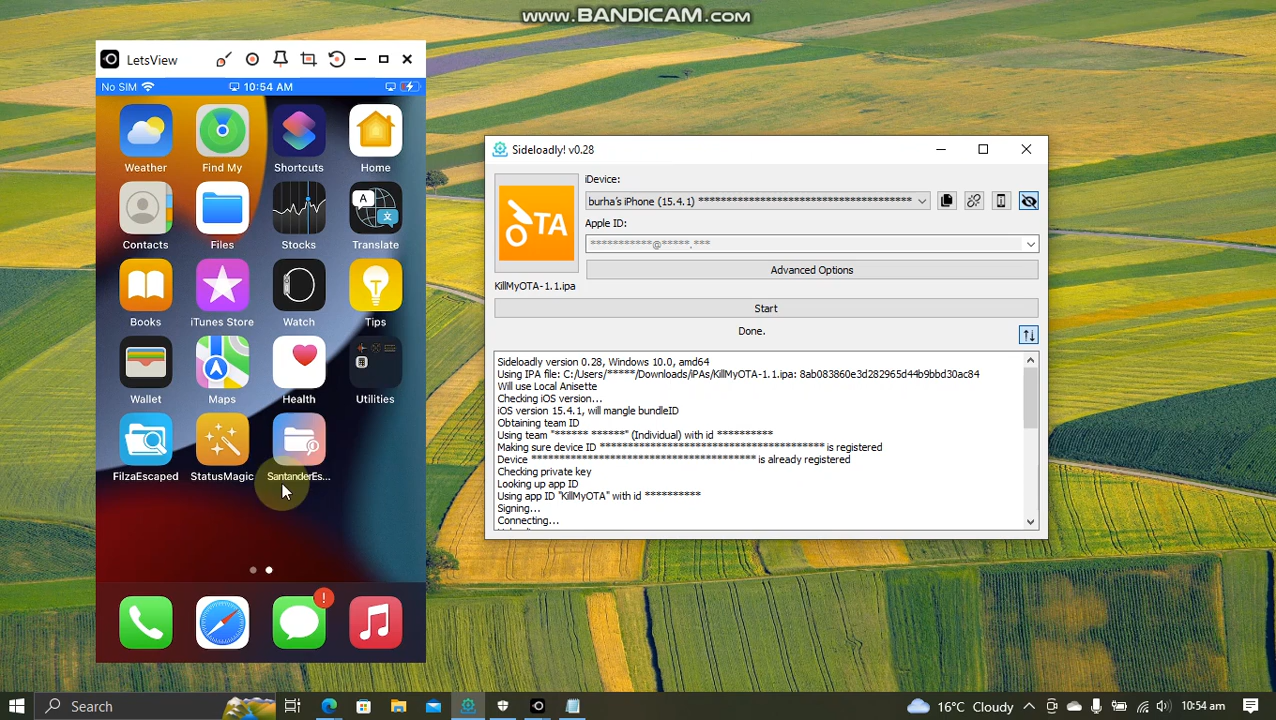 www.BANDICAM.com
LetsView
No SIM 10:54 AM
Weather Find My Shortcuts Home
Contacts Files Stocks Translate
Books iTunes Store Watch Tips
Wallet Maps Health Utilities
FilzaEscaped StatusMagic SantanderEs...
!
Sideloadly! v0.28
iDevice:
burha's iPhone (15.4.1) ****************************************
Apple ID:
***********@*****.***
TA
Advanced Options
KillMyOTA-1.1.ipa
Start
Done.
Sideloadly version 0.28, Windows 10.0, amd64
Using IPA file: C:/Users/*****/Downloads/iPAs/KillMyOTA-1.1.ipa: 8ab083860e3d282965d44b9bbd30ac84
Will use Local Anisette
Checking iOS version...
iOS version 15.4.1, will mangle bundleID
Obtaining team ID
Using team "****** ******" (Individual) with id **********
Making sure device ID **************************************** is registered
Device **************************************** is already registered
Checking private key
Looking up app ID
Using app ID "KillMyOTA" with id **********
Signing...
Connecting...
Search
16°C Cloudy
10:54 am